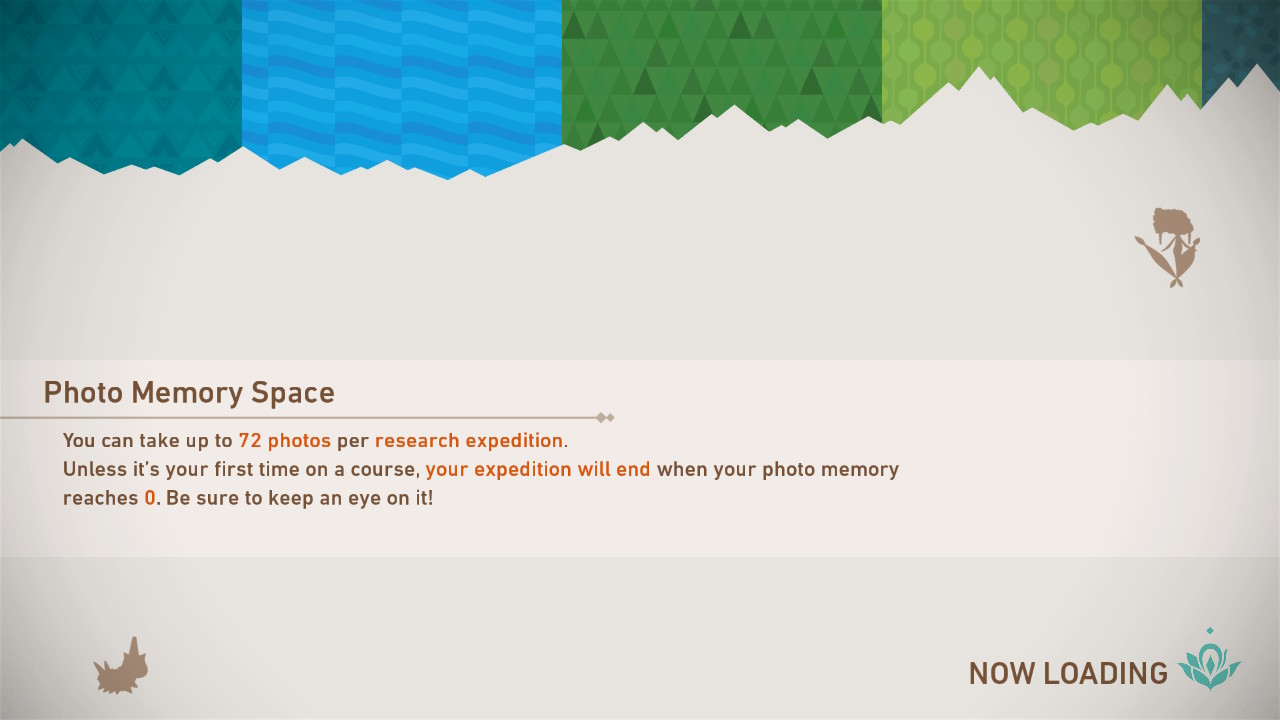 Photo Memory Space
You can take up to 72 photos per research expedition.
Unless it's your first time on a course, your expedition will end when your photo memory
reaches 0. Be sure to keep an eye on it!
NOW LOADING